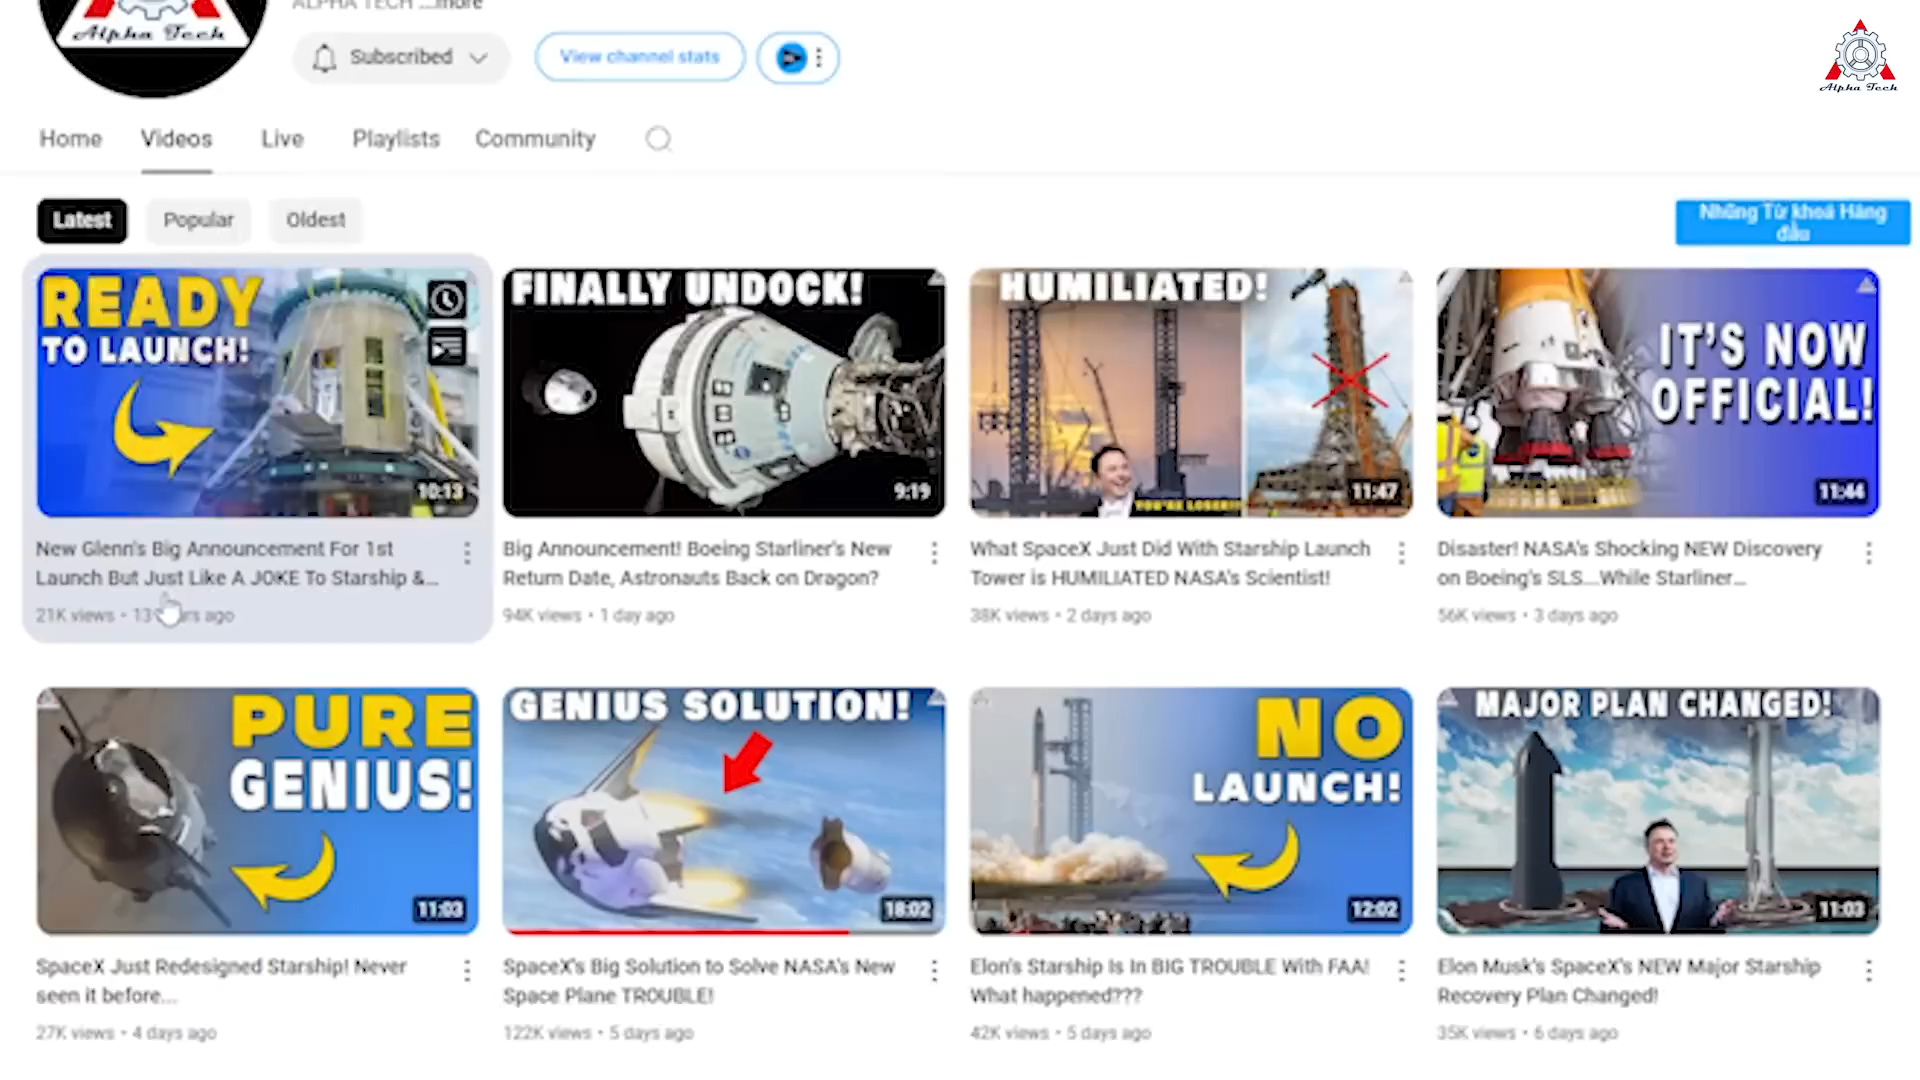 ALPHA TECH ...more
Alpha Tech
Subscribed
View channel stats
Alpha Tech
Home
Videos
Live
Playlists
Community
Latest
Popular
Oldest
Những Từ khoá Hàng
đầu
READY
TO LAUNCH!
10:13
FINALLY UNDOCK!
9:19
HUMILIATED!
YOU'RE LOSER!!!
11:47
IT'S NOW
OFFICIAL!
11:44
New Glenn's Big Announcement For 1st
Launch But Just Like A JOKE To Starship &...
21K views • 13 ago
Big Announcement! Boeing Starliner's New
Return Date, Astronauts Back on Dragon?
94K views • 1 day ago
What SpaceX Just Did With Starship Launch
Tower is HUMILIATED NASA's Scientist!
38K views • 2 days ago
Disaster! NASA's Shocking NEW Discovery
on Boeing's SLS...While Starliner...
56K views • 3 days ago
PURE
GENIUS!
11:03
GENIUS SOLUTION!
18:02
NO
LAUNCH!
12:02
MAJOR PLAN CHANGED!
11:03
SpaceX Just Redesigned Starship! Never
seen it before...
27K views • 4 days ago
SpaceX's Big Solution to Solve NASA's New
Space Plane TROUBLE!
122K views • 5 days ago
Elon's Starship Is In BIG TROUBLE With FAA!
What happened???
42K views • 5 days ago
Elon Musk's SpaceX's NEW Major Starship
Recovery Plan Changed!
35K views • 6 days ago